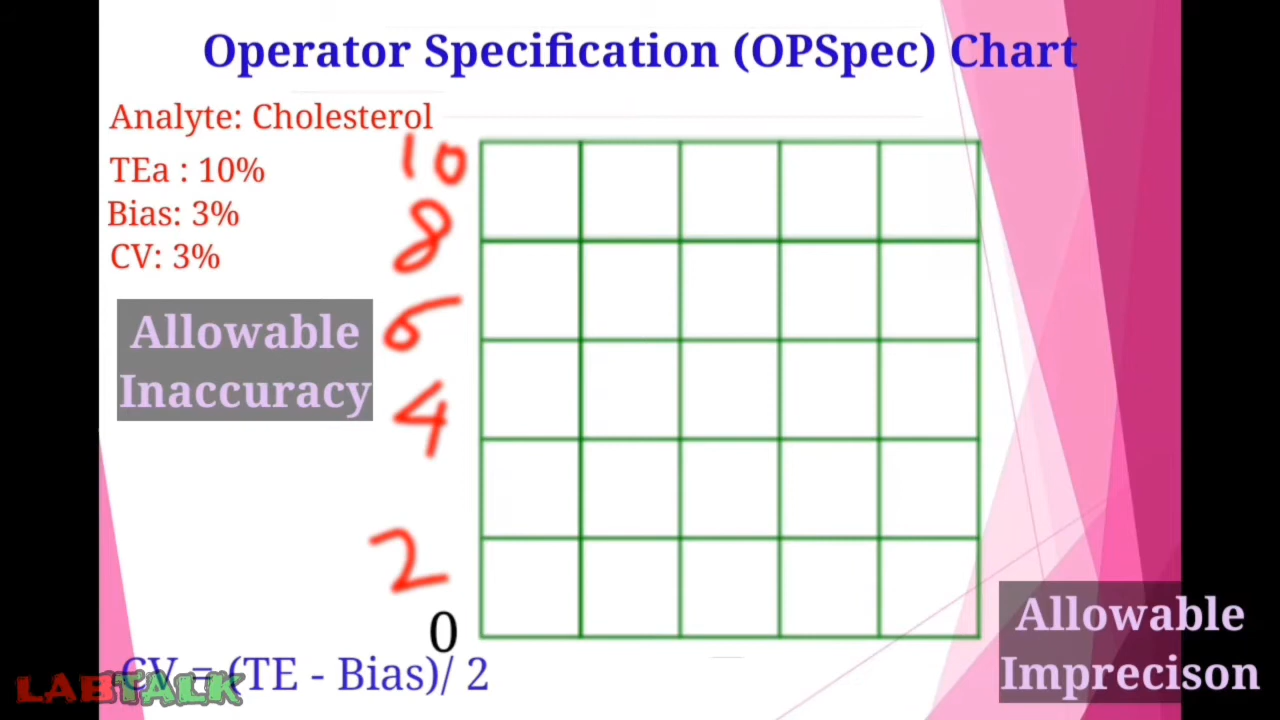 Operator Specification (OPSpec) Chart
Analyte: Cholesterol
TEa : 10%
Bias: 3%
CV: 3%
10
8
Allowable
Inaccuracy
6
4
2
0
CV = (TE - Bias)/ 2
LABTALK
Allowable
Imprecison